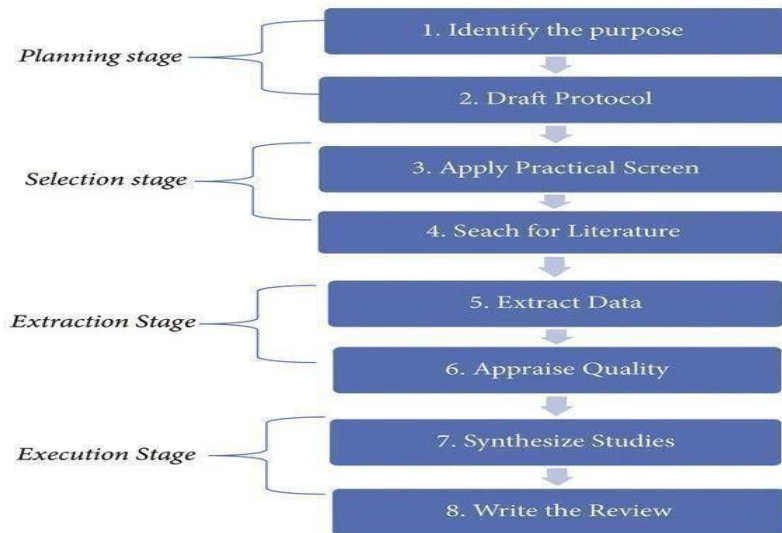 1. Identify the purpose
Planning stage
2. Draft Protocol
3. Apply Practical Screen
Selection stage
4. Seach for Literature
5. Extract Data
Extraction Stage
6. Appraise Quality
7. Synthesize Studies
Execution Stage
8. Write the Review